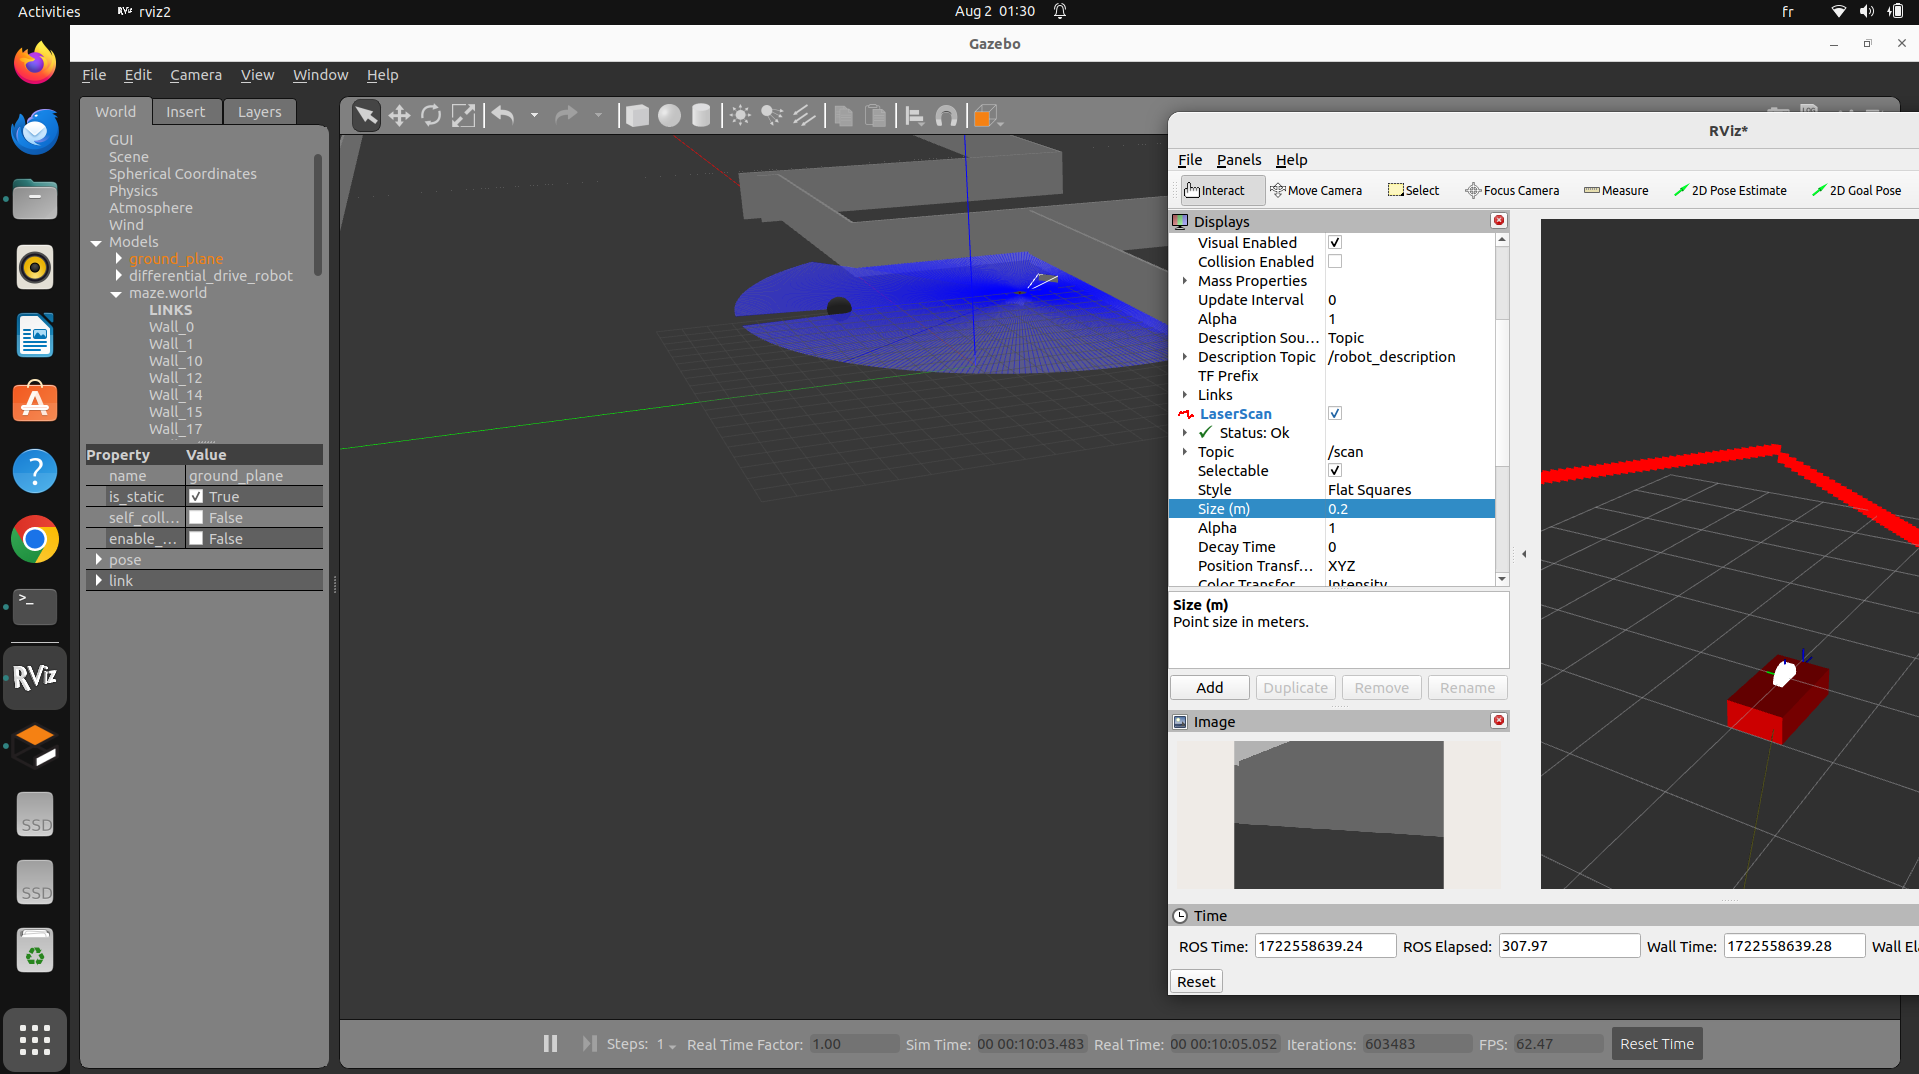 Activities
RViz rviz2
Aug 2 01:30
fr
Gazebo
File Edit Camera View Window Help
World Insert Layers
GUI
Scene
Spherical Coordinates
Physics
Atmosphere
Wind
Models
ground_plane
differential_drive_robot
maze.world
LINKS
Wall_0
Wall_1
Wall_10
Wall_12
Wall_14
Wall_15
Wall_17
Property Value
name ground_plane
is_static True
self_coll... False
enable_... False
pose
link
>_
RViz
SSD
SSD
RViz*
File Panels Help
Interact Move Camera Select Focus Camera Measure 2D Pose Estimate 2D Goal Pose
Displays
Visual Enabled
Collision Enabled
Mass Properties
Update Interval 0
Alpha 1
Description Sou... Topic
Description Topic /robot_description
TF Prefix
Links
LaserScan
Status: Ok
Topic /scan
Selectable
Style Flat Squares
Size (m) 0.2
Alpha 1
Decay Time 0
Position Transf... XYZ
Color Transfor Intensity
Size (m)
Point size in meters.
Add Duplicate Remove Rename
Image
Time
ROS Time: 1722558639.24 ROS Elapsed: 307.97 Wall Time: 1722558639.28 Wall El
Reset
Steps: 1 Real Time Factor: 1.00 Sim Time: 00 00:10:03.483 Real Time: 00 00:10:05.052 Iterations: 603483 FPS: 62.47 Reset Time